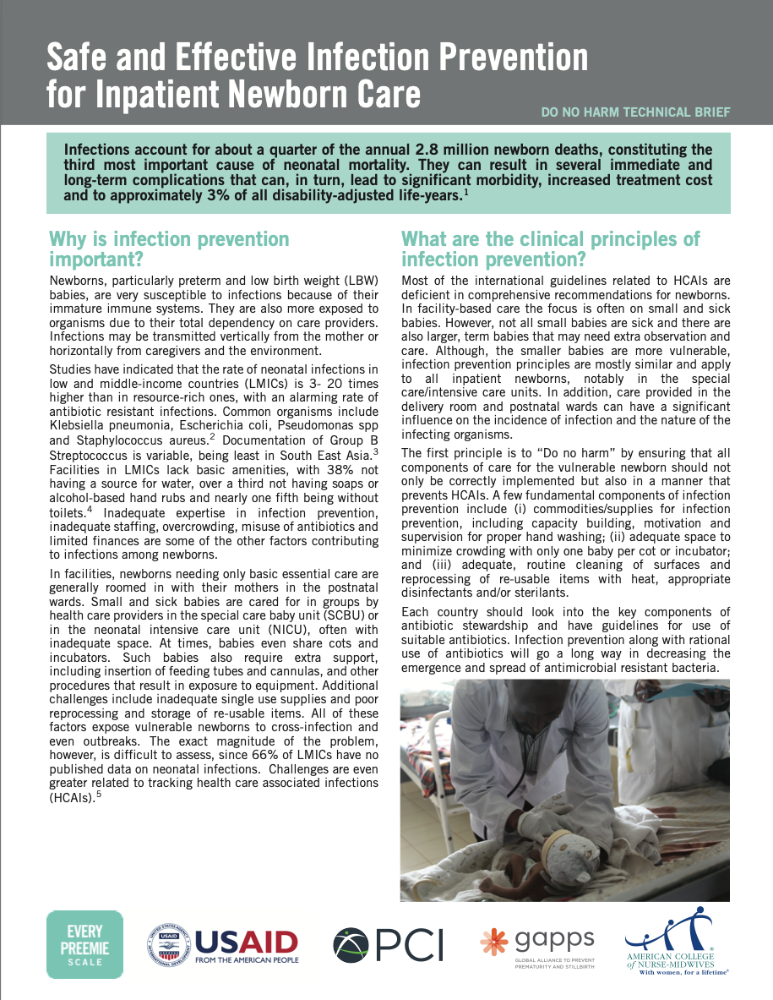 Safe and Effective Infection Prevention
for Inpatient Newborn Care
DO NO HARM TECHNICAL BRIEF
Infections account for about a quarter of the annual 2.8 million newborn deaths, constituting the
third most important cause of neonatal mortality. They can result in several immediate and
long-term complications that can, in turn, lead to significant morbidity, increased treatment cost
and to approximately 3% of all disability-adjusted life-years.1
Why is infection prevention
important?
Newborns, particularly preterm and low birth weight (LBW)
babies, are very susceptible to infections because of their
immature immune systems. They are also more exposed to
organisms due to their total dependency on care providers.
Infections may be transmitted vertically from the mother or
horizontally from caregivers and the environment.
Studies have indicated that the rate of neonatal infections in
low and middle-income countries (LMICs) is 3- 20 times
higher than in resource-rich ones, with an alarming rate of
antibiotic resistant infections. Common organisms include
Klebsiella pneumonia, Escherichia coli, Pseudomonas spp
and Staphylococcus aureus.2 Documentation of Group B
Streptococcus is variable, being least in South East Asia.3
Facilities in LMICs lack basic amenities, with 38% not
having a source for water, over a third not having soaps or
alcohol-based hand rubs and nearly one fifth being without
toilets.4 Inadequate expertise in infection prevention,
inadequate staffing, overcrowding, misuse of antibiotics and
limited finances are some of the other factors contributing
to infections among newborns.
In facilities, newborns needing only basic essential care are
generally roomed in with their mothers in the postnatal
wards. Small and sick babies are cared for in groups by
health care providers in the special care baby unit (SCBU) or
in the neonatal intensive care unit (NICU), often with
inadequate space. At times, babies even share cots and
incubators. Such babies also require extra support,
including insertion of feeding tubes and cannulas, and other
procedures that result in exposure to equipment. Additional
challenges include inadequate single use supplies and poor
reprocessing and storage of re-usable items. All of these
factors expose vulnerable newborns to cross-infection and
even outbreaks. The exact magnitude of the problem,
however, is difficult to assess, since 66% of LMICs have no
published data on neonatal infections. Challenges are even
greater related to tracking health care associated infections
(HCAIs).5
What are the clinical principles of
infection prevention?
Most of the international guidelines related to HCAIs are
deficient in comprehensive recommendations for newborns.
In facility-based care the focus is often on small and sick
babies. However, not all small babies are sick and there are
also larger, term babies that may need extra observation and
care. Although, the smaller babies are more vulnerable,
infection prevention principles are mostly similar and apply
to all inpatient newborns, notably in the special
care/intensive care units. In addition, care provided in the
delivery room and postnatal wards can have a significant
influence on the incidence of infection and the nature of the
infecting organisms.
The first principle is to “Do no harm” by ensuring that all
components of care for the vulnerable newborn should not
only be correctly implemented but also in a manner that
prevents HCAIs. A few fundamental components of infection
prevention include (i) commodities/supplies for infection
prevention, including capacity building, motivation and
supervision for proper hand washing; (ii) adequate space to
minimize crowding with only one baby per cot or incubator;
and (iii) adequate, routine cleaning of surfaces and
reprocessing of re-usable items with heat, appropriate
disinfectants and/or sterilants.
Each country should look into the key components of
antibiotic stewardship and have guidelines for use of
suitable antibiotics. Infection prevention along with rational
use of antibiotics will go a long way in decreasing the
emergence and spread of antimicrobial resistant bacteria.
EVERY
PREEMIE
SCALE
UNITED STATES AGENCY
USAID
INTERNATIONAL DEVELOPMENT
USAID
FROM THE AMERICAN PEOPLE
PCI
gapps
GLOBAL ALLIANCE TO PREVENT
PREMATURITY AND STILLBIRTH
AMERICAN COLLEGE
of NURSE-MIDWIVES
With women, for a lifetime®